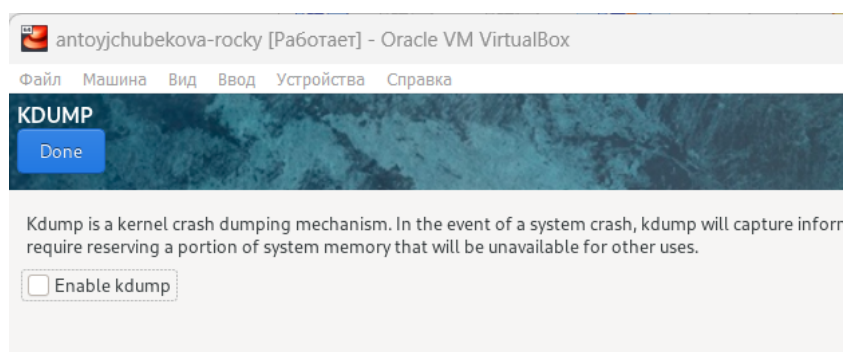 antoyjchubekova-rocky [Работает] - Oracle VM VirtualBox
Файл Машина Вид Ввод Устройства Справка
KDUMP
Done
Kdump is a kernel crash dumping mechanism. In the event of a system crash, kdump will capture infor
require reserving a portion of system memory that will be unavailable for other uses.
Enable kdump